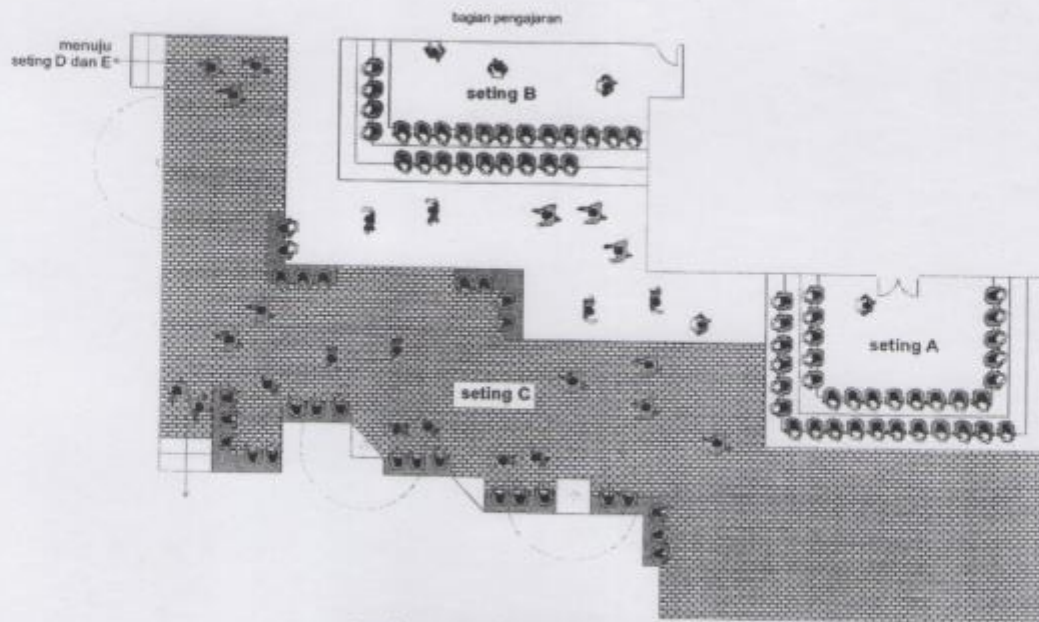 bagian pengajaran
menuju
seting D dan E
seting B
seting A
seting C